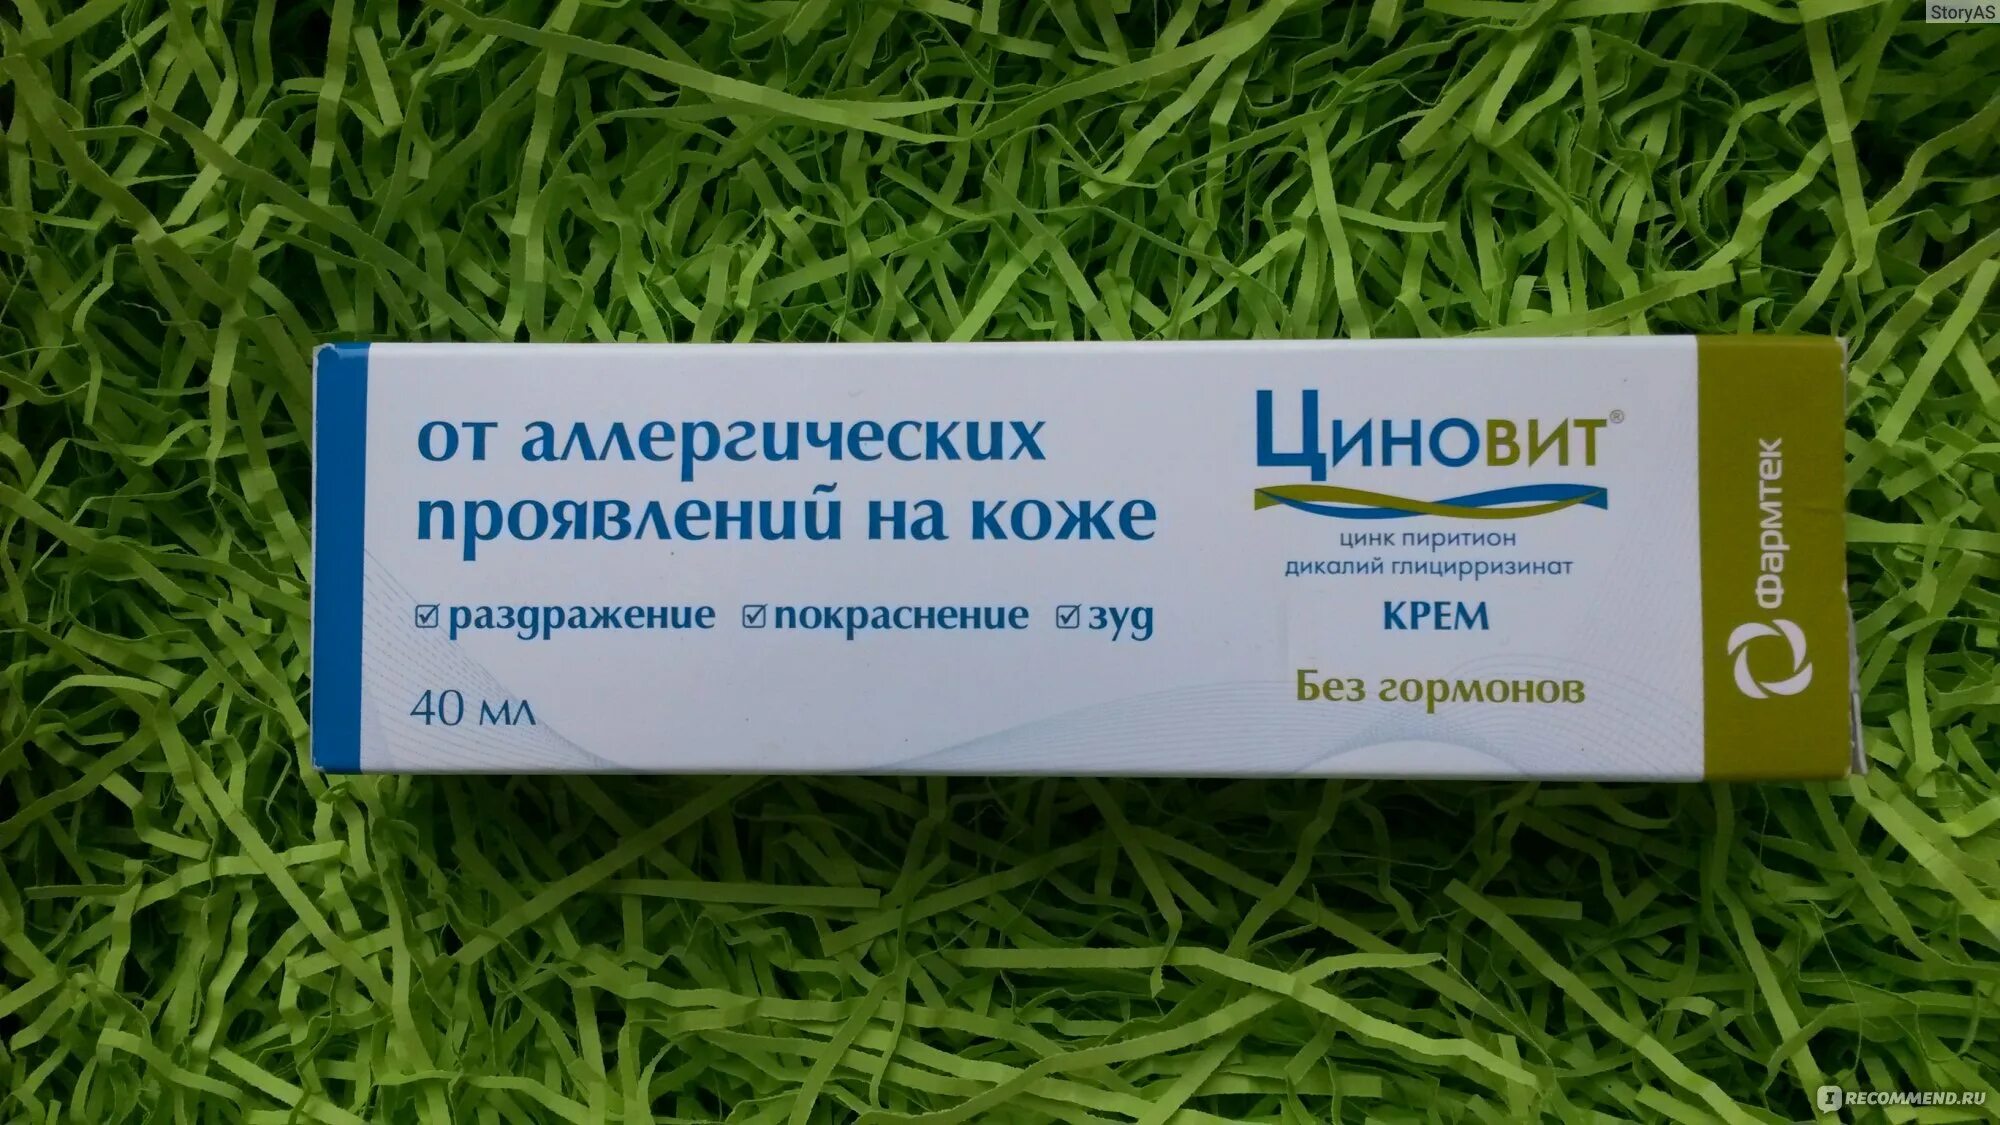 StoryAS
от аллергических
проявлений на коже
раздражение покраснение зуд
40 мл
Циновит®
цинк пиритион
дикалий глицирризинат
КРЕМ
Без гормонов
Фармтек
IRECOMMEND.RU